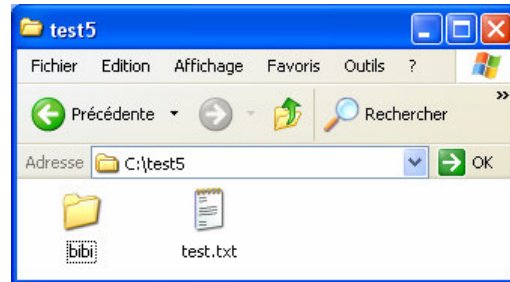 test5
Fichier Edition Affichage Favoris Outils ?
Précédente Rechercher »
Adresse C:\test5 OK
bibi test.txt